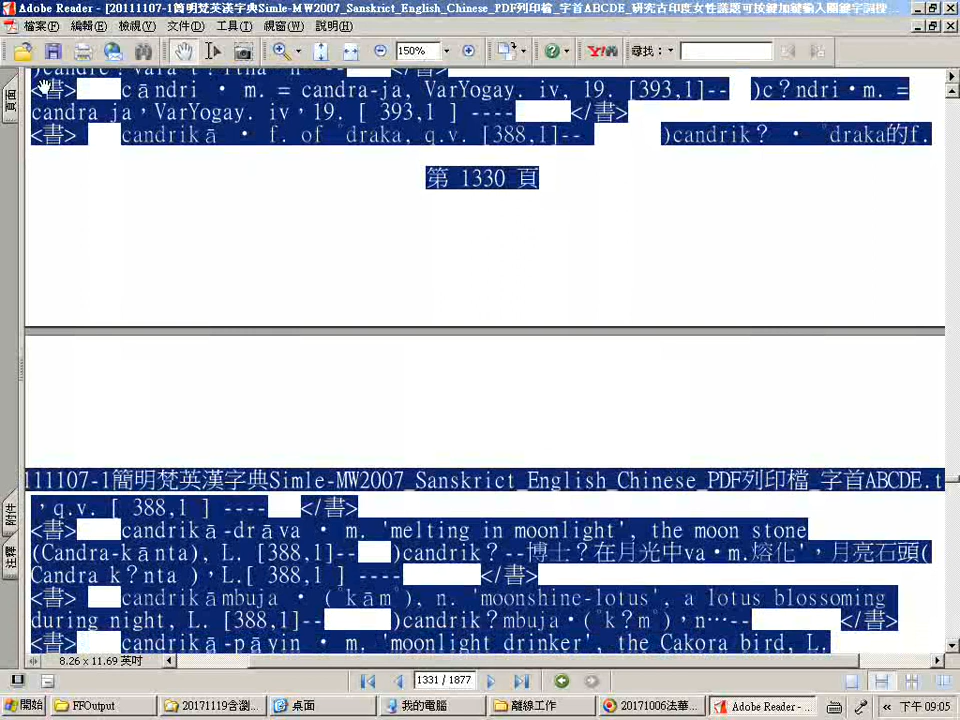 Adobe Reader - [20111107-1簡明梵英漢字典Simle-MW2007_Sanskrict_English_Chinese_PDF列印檔_字首ABCDE_研究古印度女性議題可按鍵加鍵輸入關鍵字詞搜
檔案(F) 編輯(E) 檢視(V) 文件(D) 工具(T) 視窗(W) 說明(H)
150% Y! 尋找:
頁面
<書> cāndri · m. = candra-ja, VarYogay. iv, 19. [393,1]-- )c?ndri·m. =
candra ja,VarYogay. iv,19. [ 393,1 ] ---- </書>
<書> candrikā · f. of °draka, q.v. [388,1]-- )candrik? · °draka的f.
第 1330 頁
111107-1簡明梵英漢字典Simle-MW2007_Sanskrict_English_Chinese_PDF列印檔_字首ABCDE.t
,q.v. [ 388,1 ] ---- </書>
<書> candrikā-drāva · m. 'melting in moonlight', the moon stone
(Candra-kānta), L. [388,1]-- )candrik?--博士?在月光中va·m.熔化',月亮石頭(
Candra k?nta ),L.[ 388,1 ] ---- </書>
<書> candrikāmbuja · (°kām°), n. 'moonshine-lotus', a lotus blossoming
during night, L. [388,1]-- )candrik?mbuja·(°k?m°),n…-- </書>
<書> candrikā-pāyin · m. 'moonlight drinker', the Cakora bird, L.
附件
注釋
8.26 x 11.69 英吋
1331 / 1877
開始 FFOutput 20171119含瀏... 桌面 我的電腦 離線工作 20171006法華... Adobe Reader - ... 下午 09:05